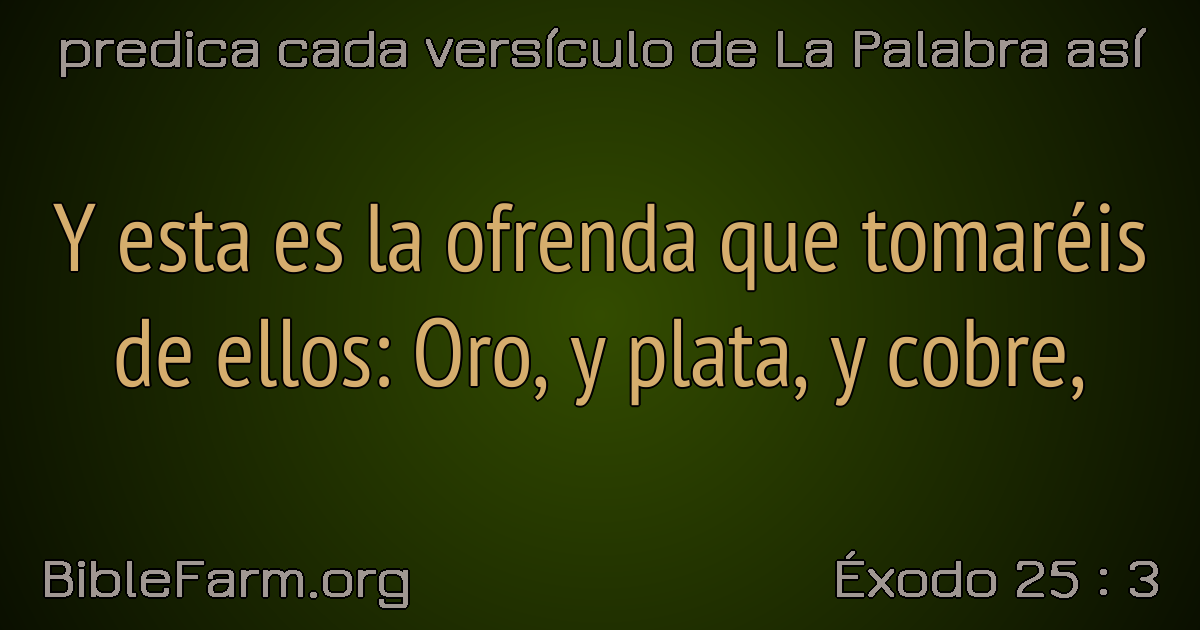 predica cada versículo de La Palabra así
Y esta es la ofrenda que tomaréis
de ellos: Oro, y plata, y cobre,
BibleFarm.org
Éxodo 25 : 3